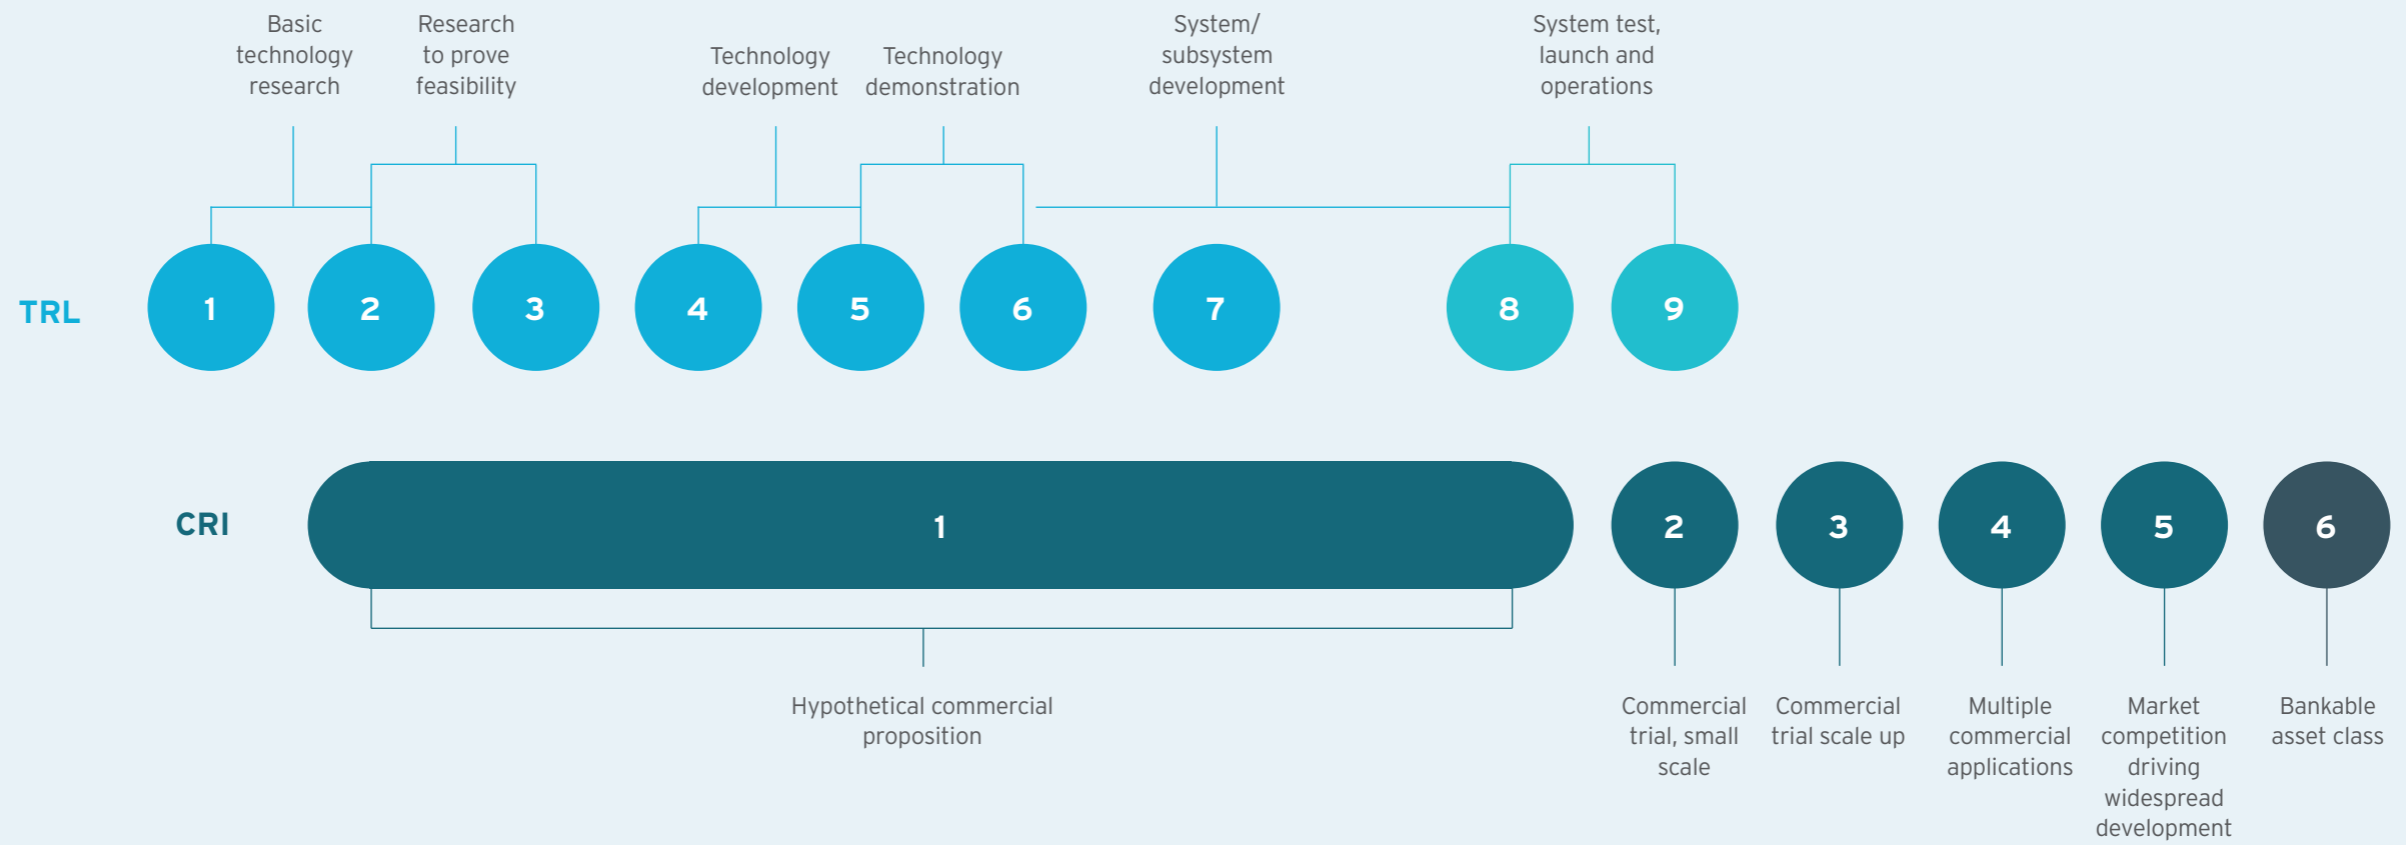 Basic
technology
research
Research
to prove
feasibility
Technology
development
Technology
demonstration
System/
subsystem
development
System test,
launch and
operations
TRL
1
2
3
4
5
6
7
8
9
CRI
1
2
3
4
5
6
Hypothetical commercial
proposition
Commercial
trial, small
scale
Commercial
trial scale up
Multiple
commercial
applications
Market
competition
driving
widespread
development
Bankable
asset class